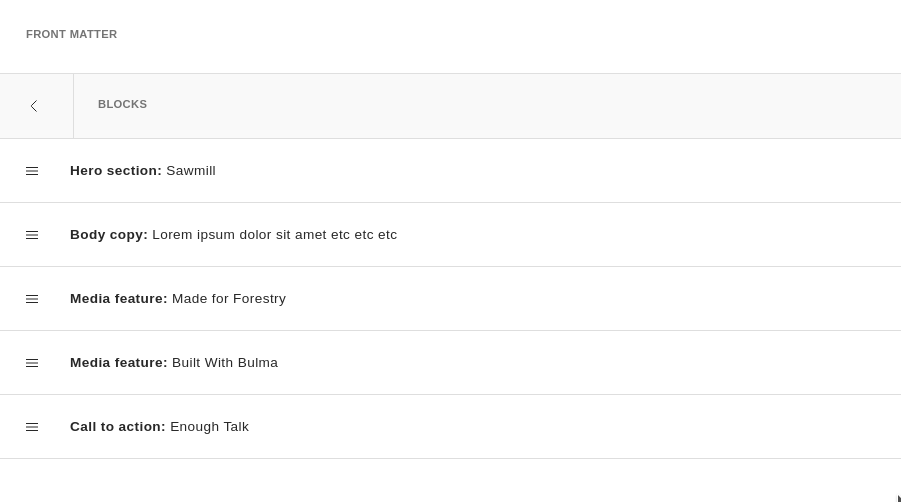 FRONT MATTER
BLOCKS
Hero section: Sawmill
Body copy: Lorem ipsum dolor sit amet etc etc etc
Media feature: Made for Forestry
Media feature: Built With Bulma
Call to action: Enough Talk